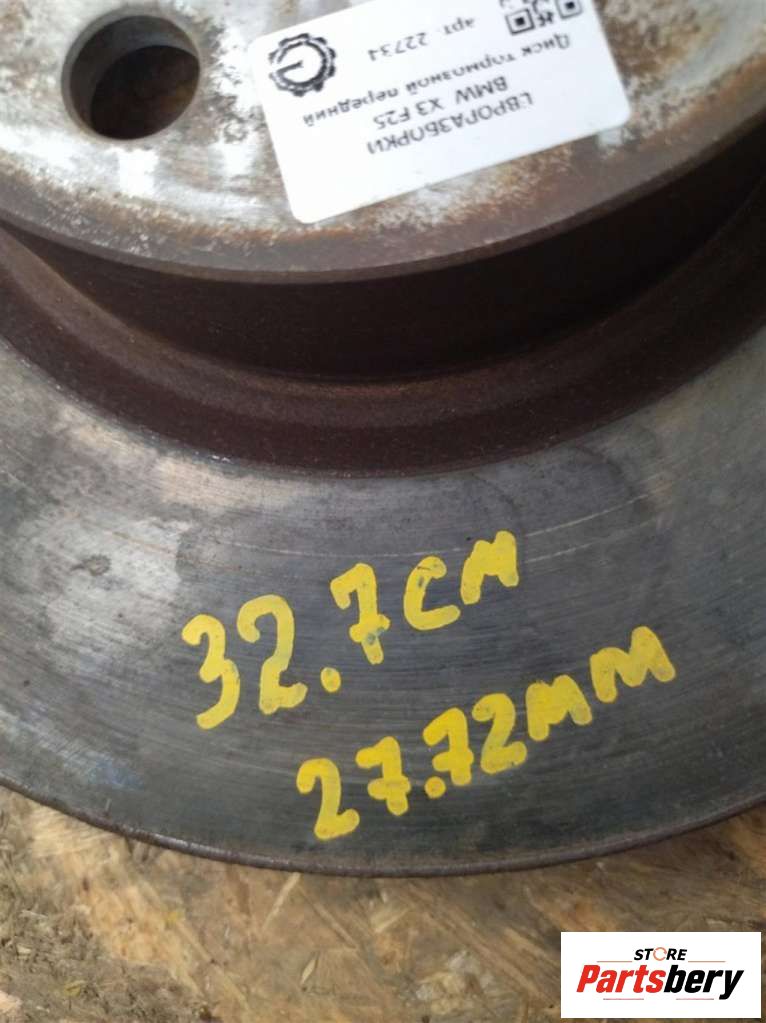 ЕВРОРАЗБОРКИ
BMW X3 F25
Диск тормозной передний
арт. 22734
32.7см
27.72мм
STORE
Partsbery